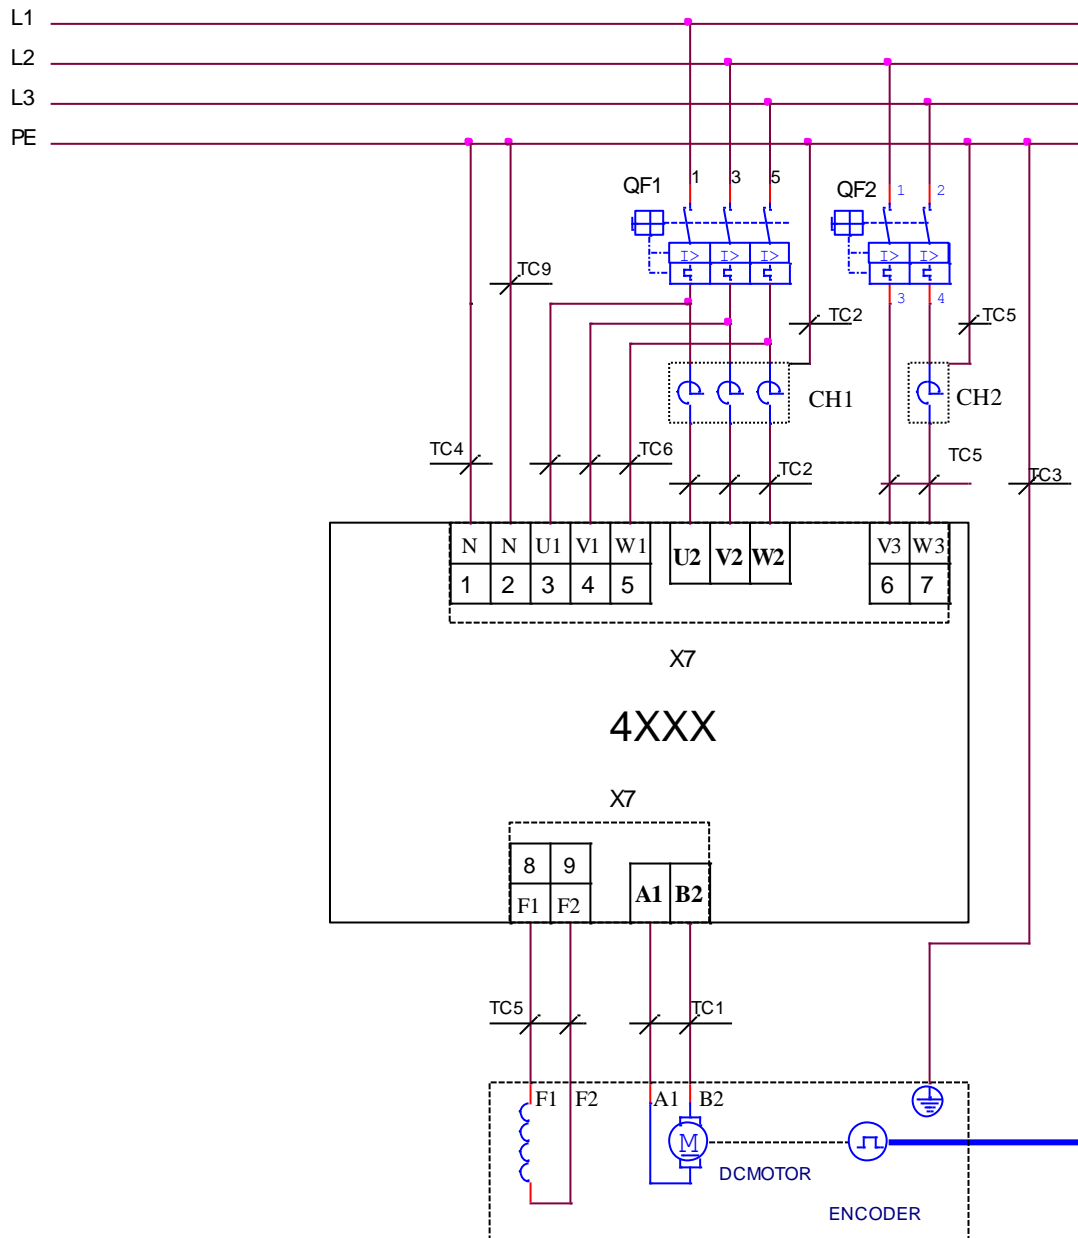 L1
L2
L3
PE
QF1 1 3 5 QF2 1 2
I> I> I> I> I>
TC9
3 4
TC2 TC5
CH1 CH2
TC4 TC6 TC2 TC5 TC3
N N U1 V1 W1 U2 V2 W2 V3 W3
1 2 3 4 5 6 7
X7
4XXX
X7
8 9
F1 F2 A1 B2
TC5 TC1
F1 F2 A1 B2
M
DCMOTOR
ENCODER